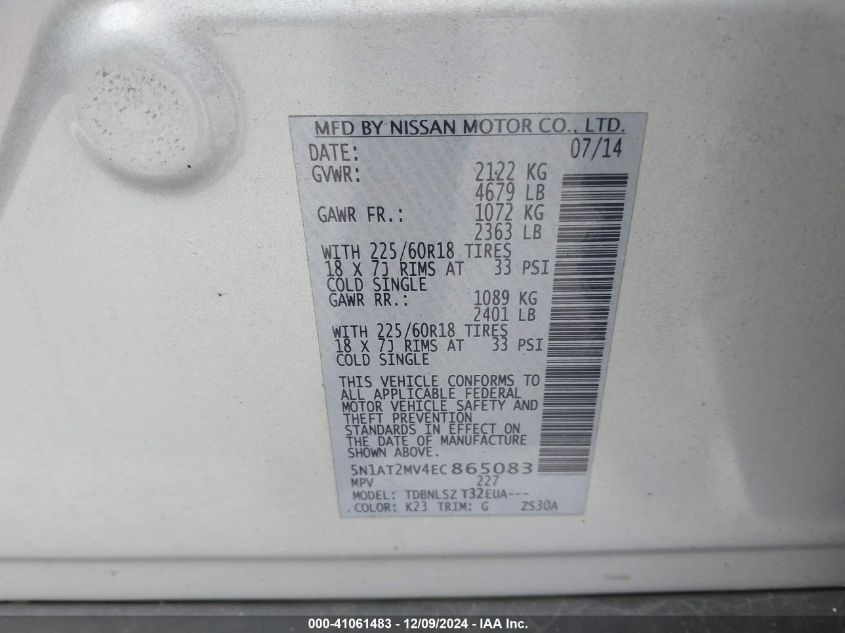 MFD BY NISSAN MOTOR CO., LTD.
DATE: 07/14
GVWR: 2122 KG
4679 LB
GAWR FR.: 1072 KG
2363 LB
WITH 225/60R18 TIRES
18 X 7J RIMS AT 33 PSI
COLD SINGLE
GAWR RR.: 1089 KG
2401 LB
WITH 225/60R18 TIRES
18 X 7J RIMS AT 33 PSI
COLD SINGLE
THIS VEHICLE CONFORMS TO
ALL APPLICABLE FEDERAL
MOTOR VEHICLE SAFETY AND
THEFT PREVENTION
STANDARDS IN EFFECT ON
THE DATE OF MANUFACTURE
SHOWN ABOVE.
5N1AT2MV4EC865083
MPV 227
MODEL: TDBNLSZ T32EUA---
COLOR: K23 TRIM: G ZS30A
000-41061483 - 12/09/2024 - IAA Inc.